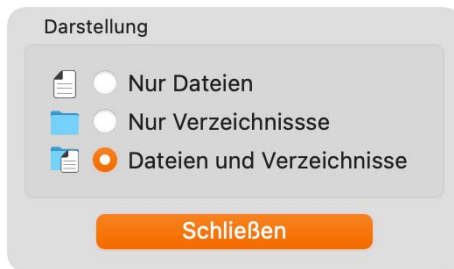 Darstellung
Nur Dateien
Nur Verzeichnissse
Dateien und Verzeichnisse
Schließen